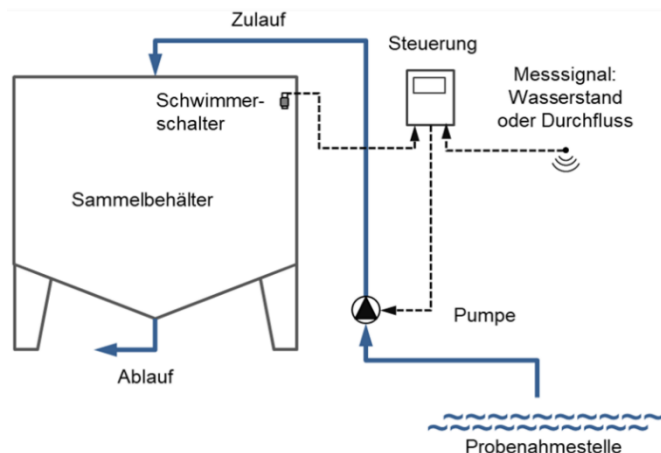 Zulauf
Steuerung
Messsignal:
Wasserstand
oder Durchfluss
Schwimmer-
schalter
Sammelbehälter
Pumpe
Ablauf
Probenahmestelle